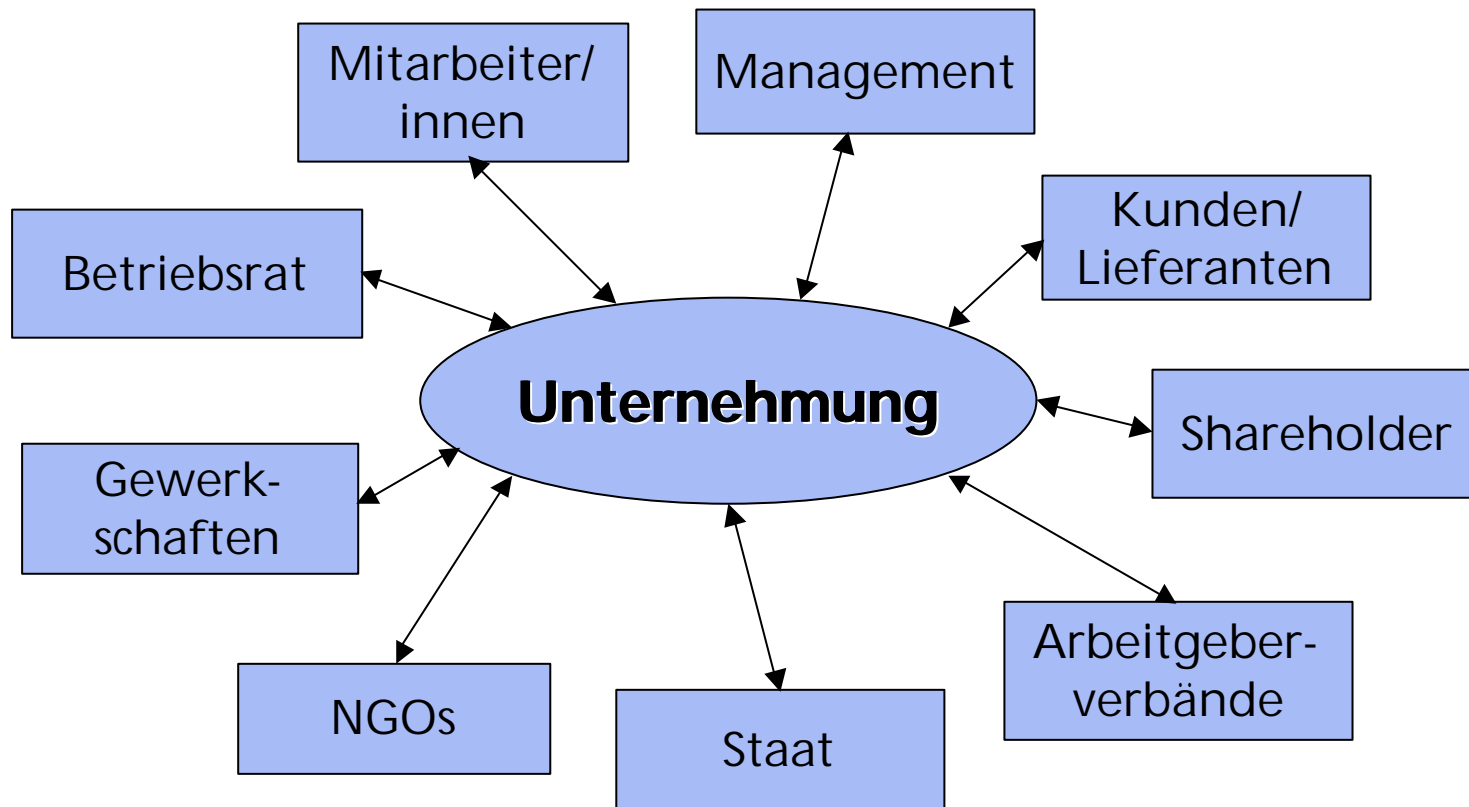 Mitarbeiter/
innen
Management
Kunden/
Lieferanten
Betriebsrat
Unternehmung
Shareholder
Gewerk-
schaften
Arbeitgeber-
verbände
NGOs
Staat